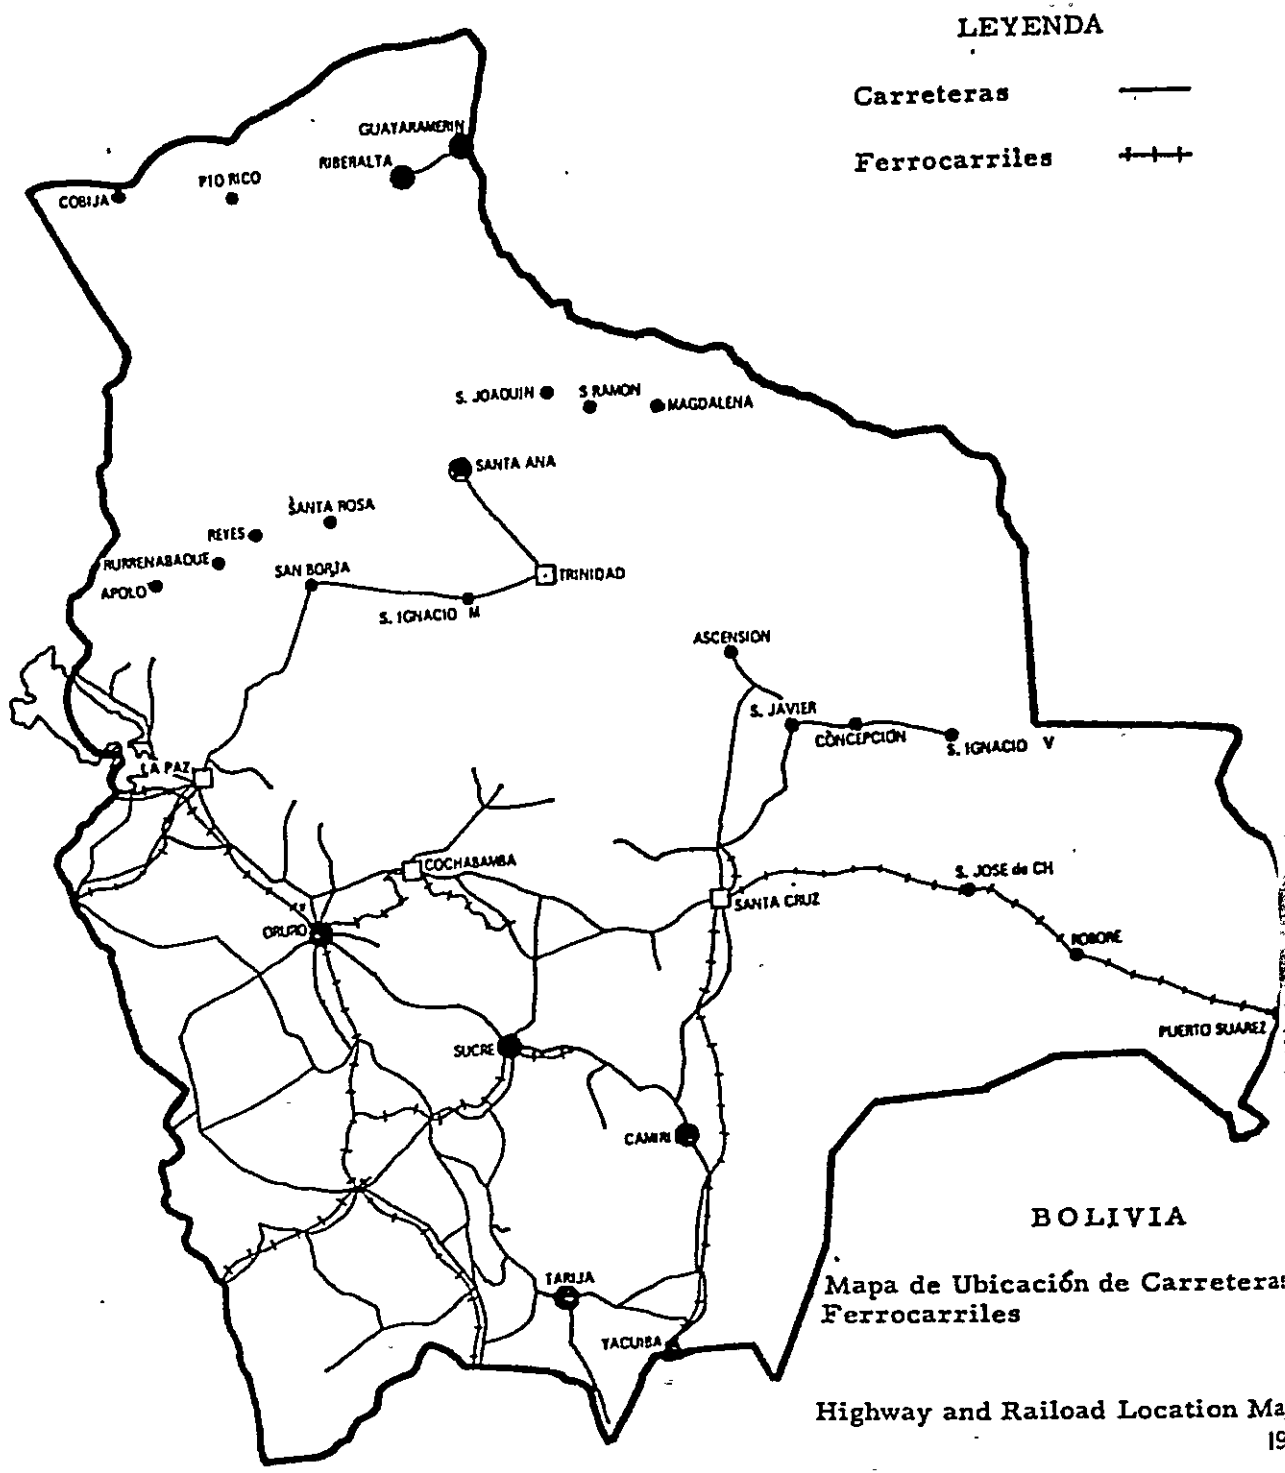 LEYENDA
Carreteras
Ferrocarriles
GUAYARAMERIN
RIBERALTA
PTO RICO
COBIJA
S. JOAQUIN
S RAMON
MAGDALENA
SANTA ANA
SANTA ROSA
REYES
RURRENABAQUE
SAN BORJA
TRINIDAD
APOLO
S. IGNACIO M
ASCENSION
S. JAVIER
CONCEPCIÓN
S. IGNACIO V
LA PAZ
COCHABAMBA
S. JOSE de CH
SANTA CRUZ
ORURO
ROBORE
PUERTO SUAREZ
SUCRE
CAMIRI
BOLIVIA
TARIJA
Mapa de Ubicación de Carreteras
Ferrocarriles
YACUIBA
Highway and Raiload Location Ma
19